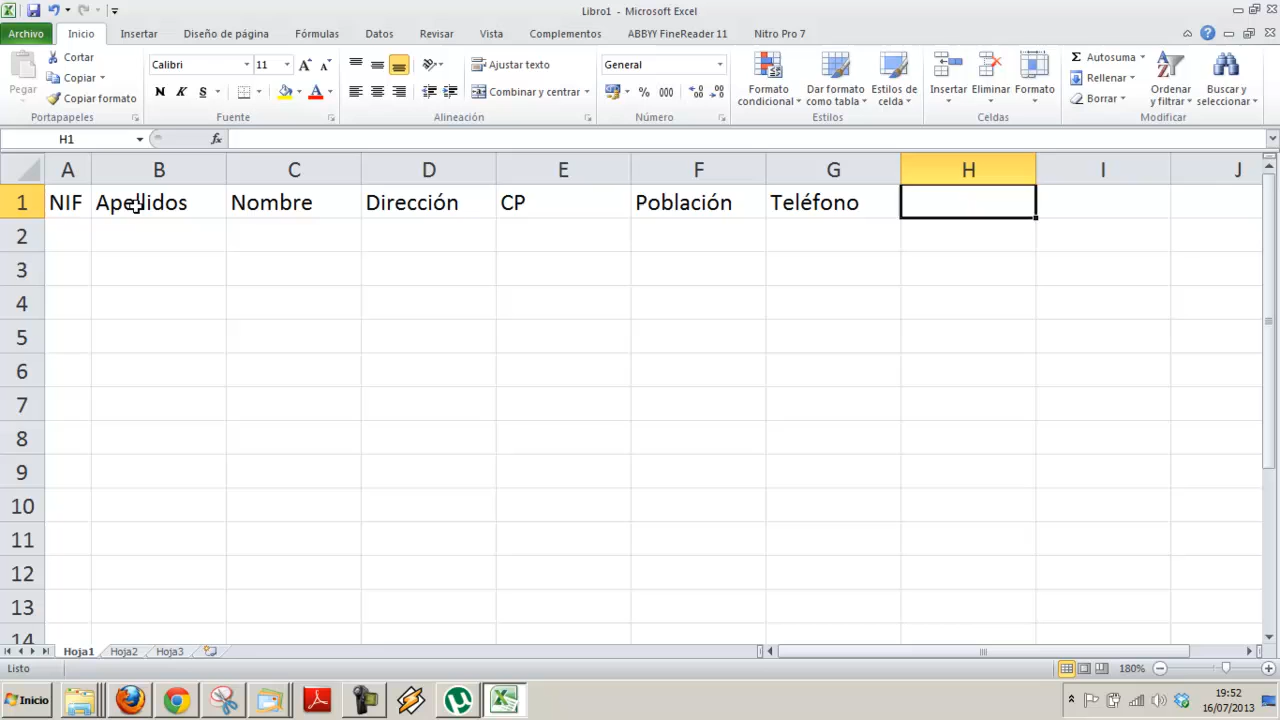 Libro1 - Microsoft Excel
Archivo Inicio Insertar Diseño de página Fórmulas Datos Revisar Vista Complementos ABBY FineReader 11 Nitro Pro 7
Pegar
Cortar
Copiar
Copiar formato
Portapapeles
Calibri 11
N K S
Fuente
Ajustar texto
Combinar y centrar
Alineación
General
% 000
Número
Formato condicional
Dar formato como tabla
Estilos de celda
Estilos
Insertar Eliminar Formato
Celdas
Autosuma
Rellenar
Borrar
Ordenar y filtrar
Buscar y seleccionar
Modificar
H1 fx
A B C D E F G H I J
1 NIF Apellidos Nombre Dirección CP Población Teléfono
2
3
4
5
6
7
8
9
10
11
12
13
14
Hoja1 Hoja2 Hoja3
Listo 180%
Inicio 19:52
16/07/2013